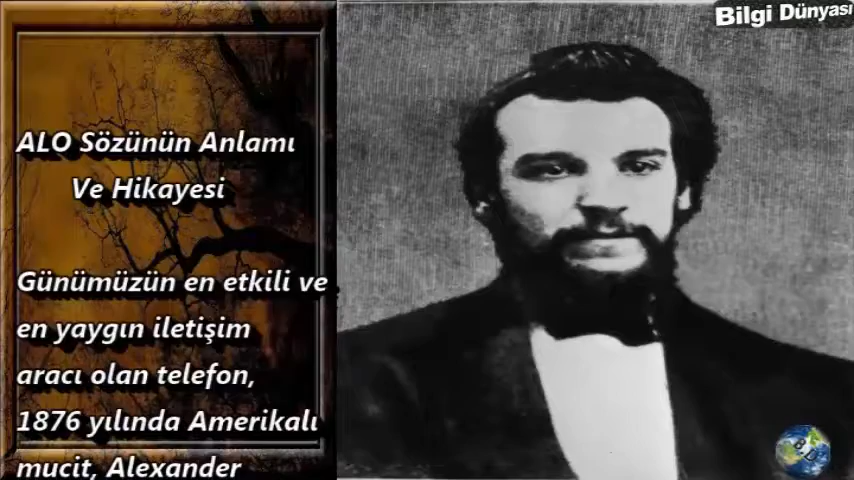 Bilgi Dünyası
ALO Sözünün Anlamı
Ve Hikayesi
Günümüzün en etkili ve
en yaygın iletişim
aracı olan telefon,
1876 yılında Amerikalı
mucit, Alexander
B.D